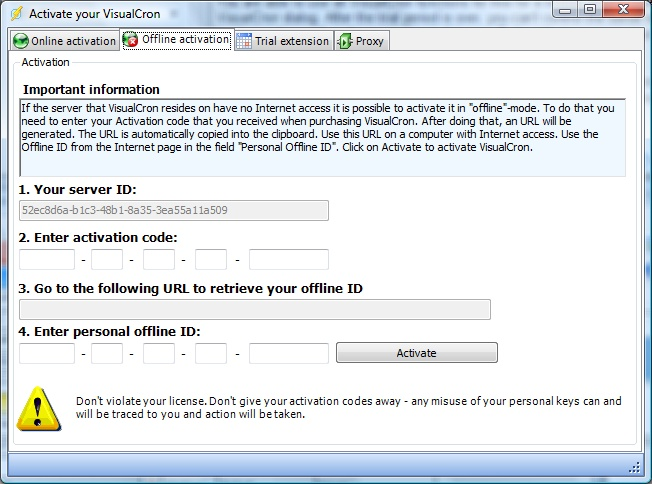 Activate your VisualCron
Online activation
Offline activation
Trial extension
Proxy
Activation
Important information
If the server that VisualCron resides on have no Internet access it is possible to activate it in "offline"-mode. To do that you
need to enter your Activation code that you received when purchasing VisualCron. After doing that, an URL will be
generated. The URL is automatically copied into the clipboard. Use this URL on a computer with Internet access. Use the
Offline ID from the Internet page in the field "Personal Offline ID". Click on Activate to activate VisualCron.
1. Your server ID:
52ec8d6a-b1c3-48b1-8a35-3ea55a11a509
2. Enter activation code:
- - - -
3. Go to the following URL to retrieve your offline ID
4. Enter personal offline ID:
- - - -
Activate
Don't violate your license. Don't give your activation codes away - any misuse of your personal keys can and
will be traced to you and action will be taken.